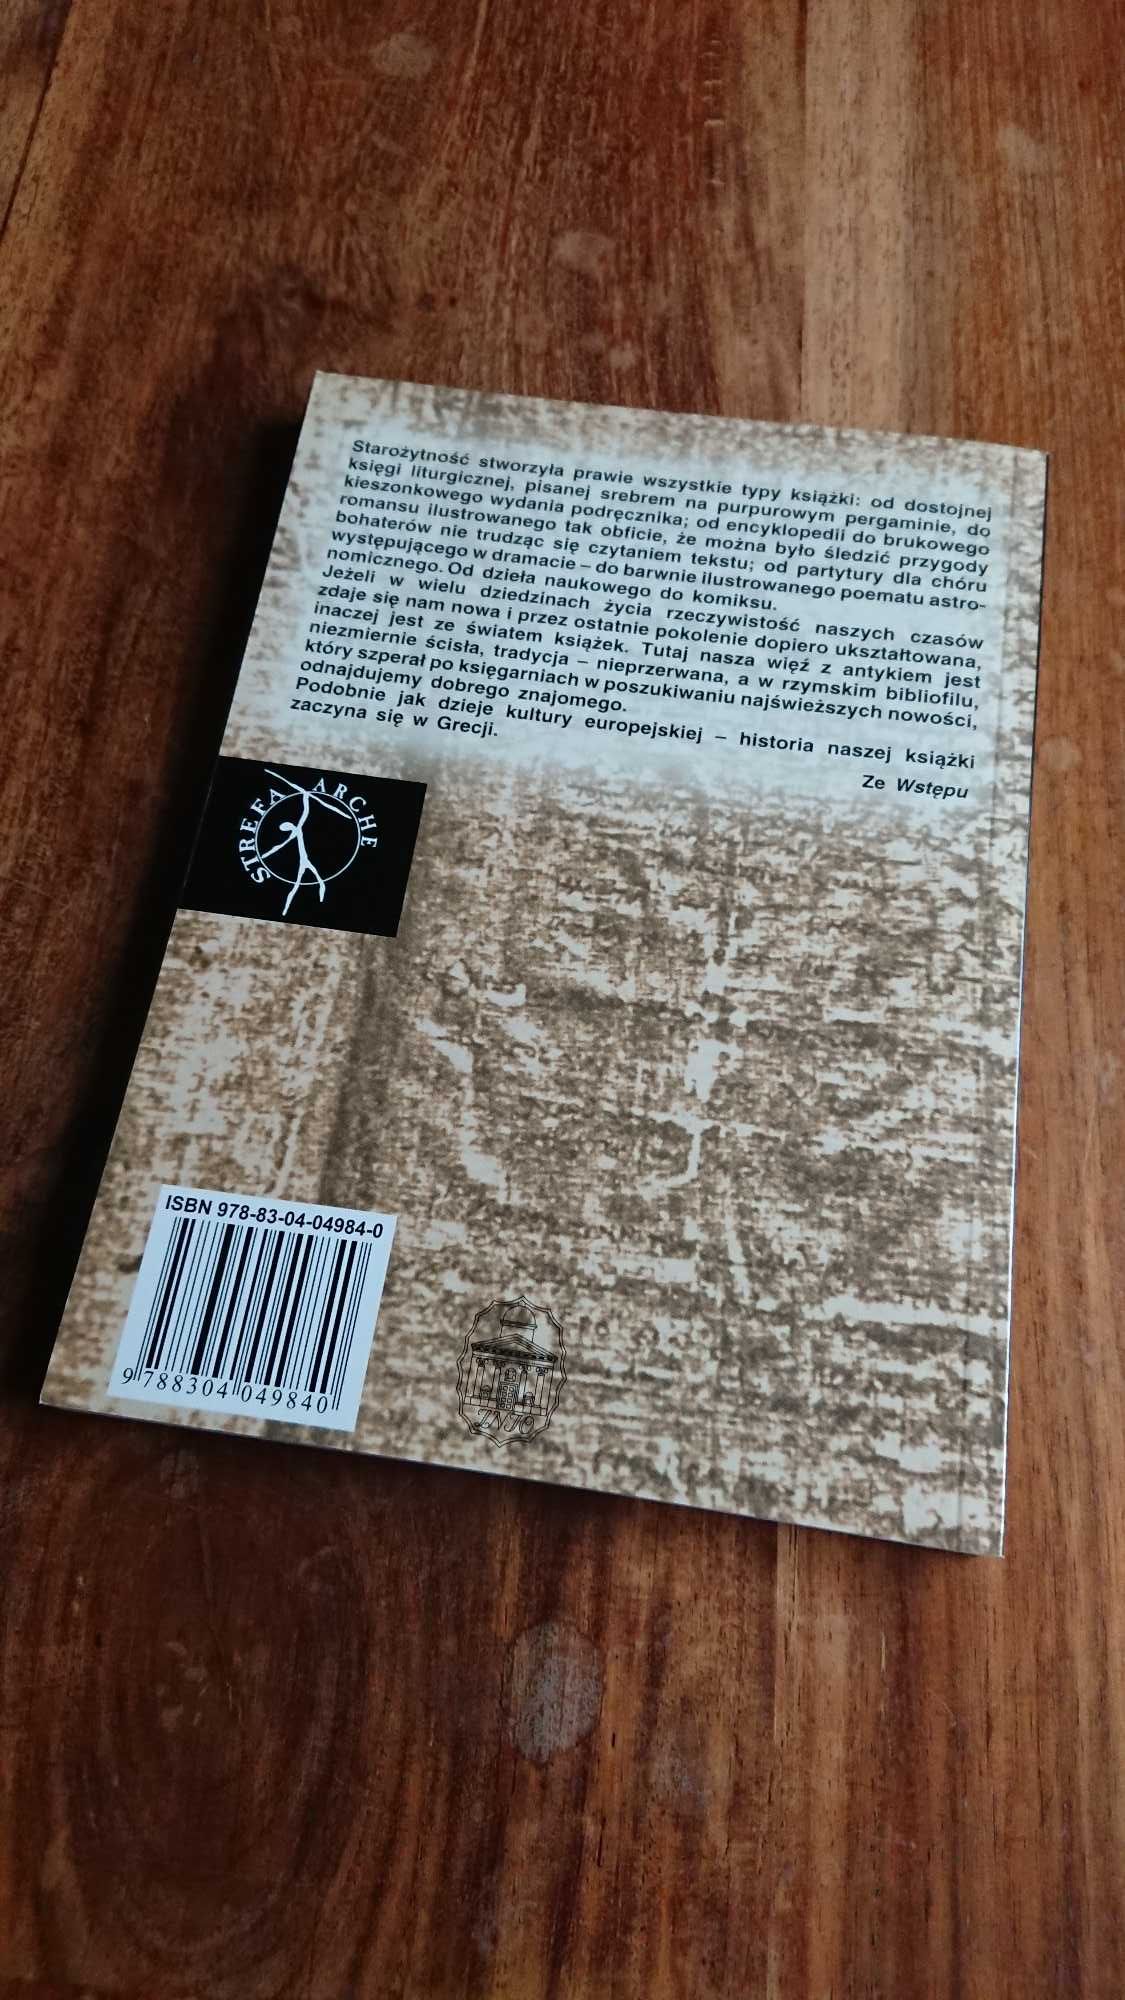 Starożytność stworzyła prawie wszystkie typy książki: od dostojnej
księgi liturgicznej, pisanej srebrem na purpurowym pergaminie, do
kieszonkowego wydania podręcznika; od encyklopedii do brukowego
romansu ilustrowanego tak obficie, że można było śledzić przygody
bohaterów nie trudząc się czytaniem tekstu; od partytury dla chóru
występującego w dramacie – do barwnie ilustrowanego poematu astro-
nomicznego. Od dzieła naukowego do komiksu.
Jeżeli w wielu dziedzinach życia rzeczywistość naszych czasów
zdaje się nam nowa i przez ostatnie pokolenie dopiero ukształtowana,
inaczej jest ze światem książek. Tutaj nasza więź z antykiem jest
niezmiernie ścisła, tradycja – nieprzerwana, a w rzymskim bibliofilu,
który szperał po księgarniach w poszukiwaniu najświeższych nowości,
odnajdujemy dobrego znajomego.
Podobnie jak dzieje kultury europejskiej – historia naszej książki
zaczyna się w Grecji.
Ze Wstępu
STREFA ARCHE
ISBN 978-83-04-04984-0
9 788304 049840
ZNIO